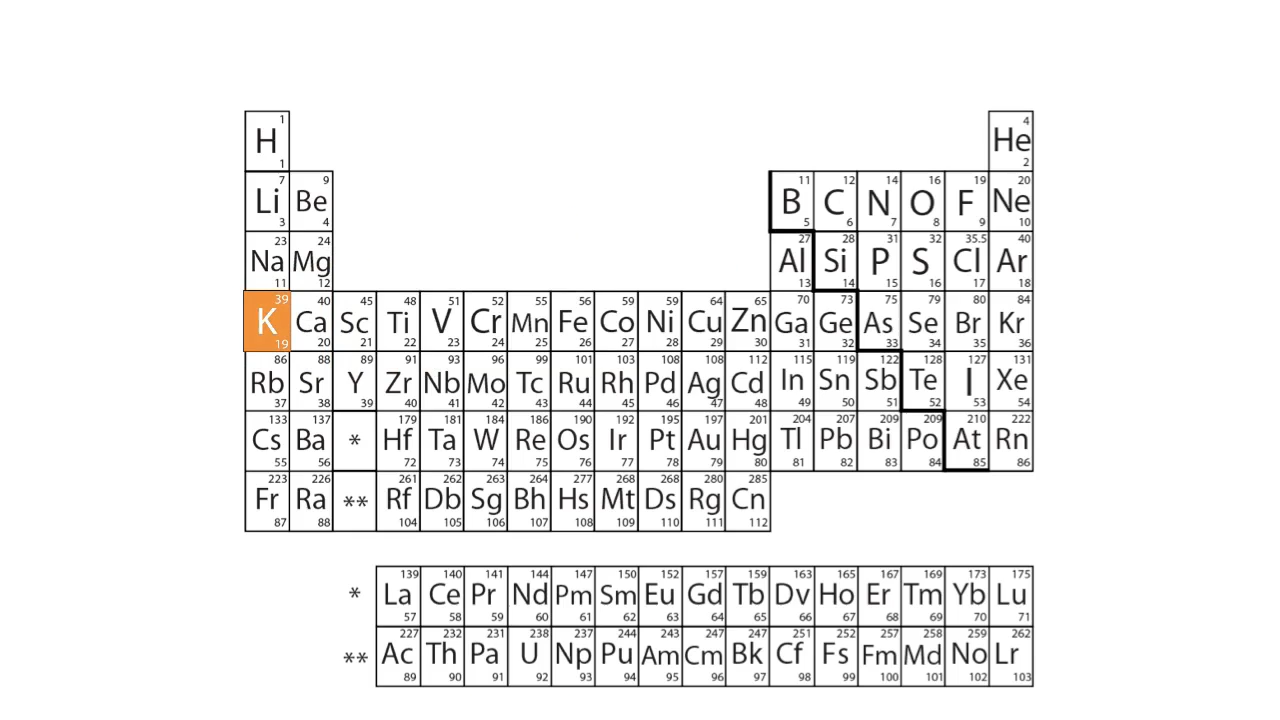 1
H
1
4
He
2
7 9 11 12 14 16 19 20
Li Be B C N O F Ne
3 4 5 6 7 8 9 10
23 24 27 28 31 32 35.5 40
Na Mg Al Si P S Cl Ar
11 12 13 14 15 16 17 18
39 40 45 48 51 52 55 56 59 59 64 65 70 73 75 79 80 84
K Ca Sc Ti V Cr Mn Fe Co Ni Cu Zn Ga Ge As Se Br Kr
19 20 21 22 23 24 25 26 27 28 29 30 31 32 33 34 35 36
86 88 89 91 93 96 99 101 103 108 108 112 115 119 122 128 127 131
Rb Sr Y Zr Nb Mo Tc Ru Rh Pd Ag Cd In Sn Sb Te I Xe
37 38 39 40 41 42 43 44 45 46 47 48 49 50 51 52 53 54
133 137 179 181 184 186 190 192 195 197 201 204 207 209 209 210 222
Cs Ba * Hf Ta W Re Os Ir Pt Au Hg Tl Pb Bi Po At Rn
55 56 72 73 74 75 76 77 78 79 80 81 82 83 84 85 86
223 226 261 262 263 264 277 268 268 280 285
Fr Ra ** Rf Db Sg Bh Hs Mt Ds Rg Cn
87 88 104 105 106 107 108 109 110 111 112
139 140 141 144 147 150 152 157 159 163 165 167 169 173 175
* La Ce Pr Nd Pm Sm Eu Gd Tb Dv Ho Er Tm Yb Lu
57 58 59 60 61 62 63 64 65 66 67 68 69 70 71
227 232 231 238 237 244 243 247 247 251 252 257 258 259 262
** Ac Th Pa U Np Pu Am Cm Bk Cf Fs Fm Md No Lr
89 90 91 92 93 94 95 96 97 98 99 100 101 102 103